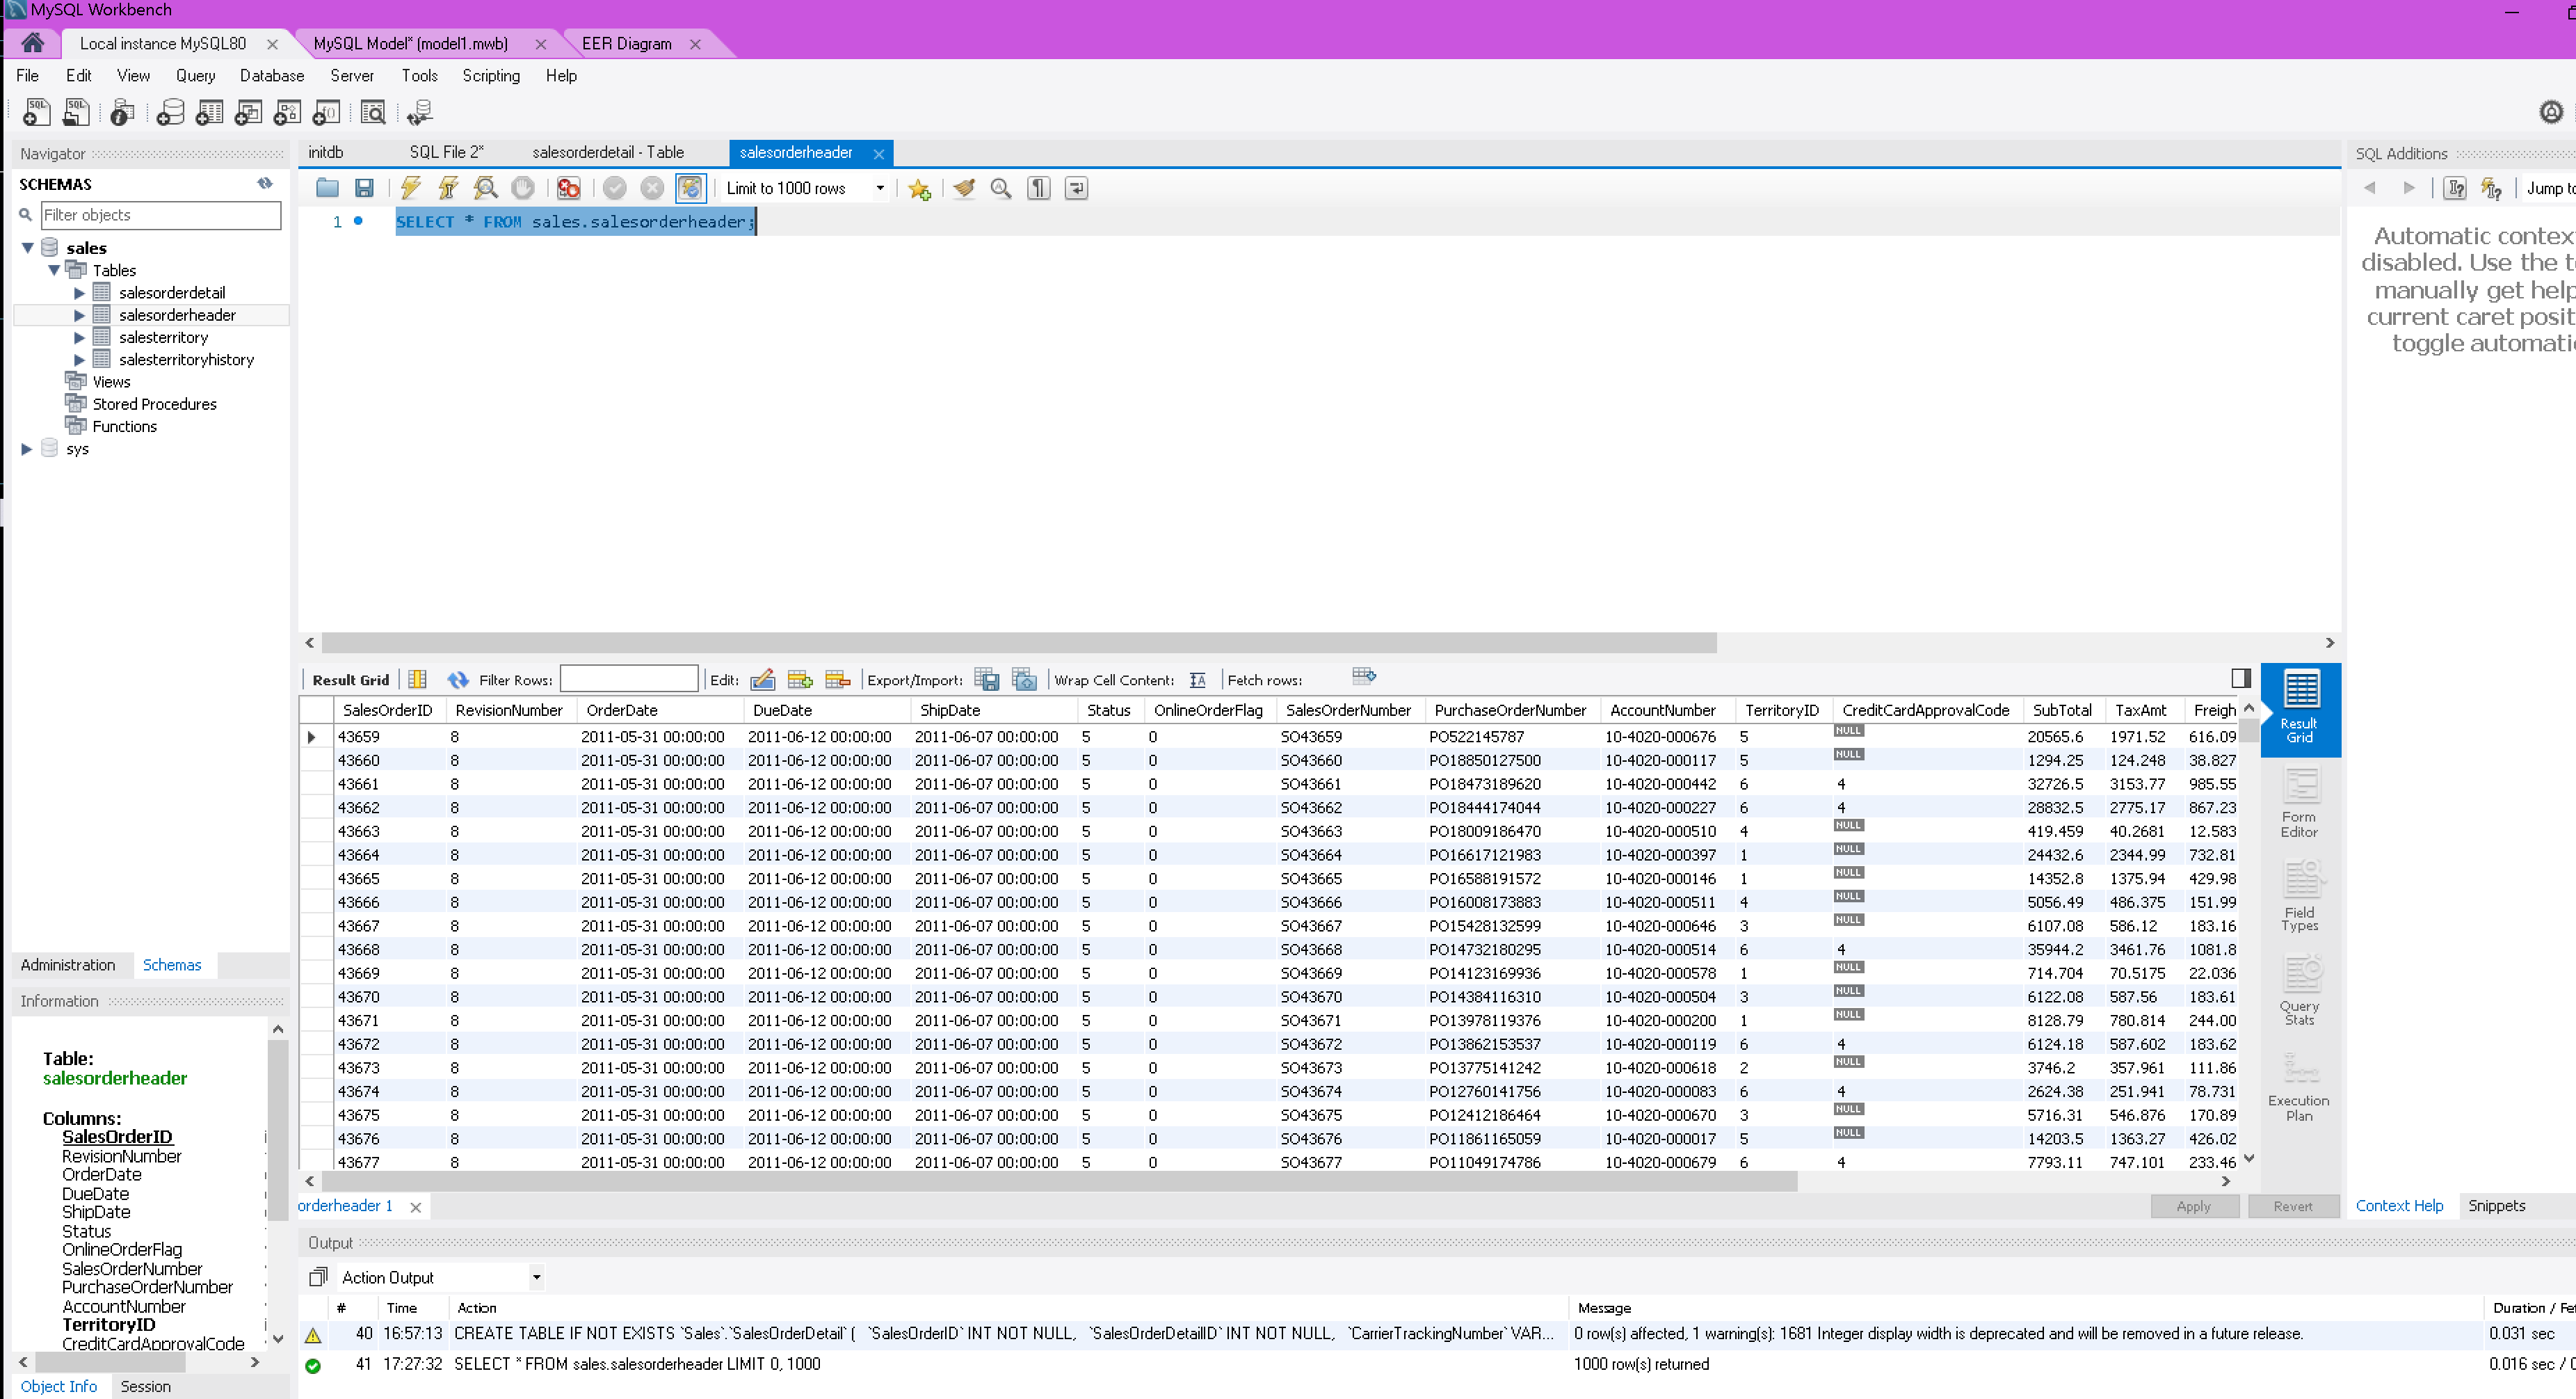 MySQL Workbench
Local instance MySQL80 MySQL Model* (model1.mwb) EER Diagram
File Edit View Query Database Server Tools Scripting Help
Navigator
SCHEMAS
Filter objects
sales
Tables
salesorderdetail
salesorderheader
salesterritory
salesterritoryhistory
Views
Stored Procedures
Functions
sys
Administration Schemas
Information
Table:
salesorderheader
Columns:
SalesOrderID
RevisionNumber
OrderDate
DueDate
ShipDate
Status
OnlineOrderFlag
SalesOrderNumber
PurchaseOrderNumber
AccountNumber
TerritoryID
CreditCardApprovalCode
Object Info Session
initdb SQL File 2* salesorderdetail - Table salesorderheader
Limit to 1000 rows
1 SELECT * FROM sales.salesorderheader;
Result Grid Filter Rows: Edit: Export/Import: Wrap Cell Content: Fetch rows:
SalesOrderID RevisionNumber OrderDate DueDate ShipDate Status OnlineOrderFlag SalesOrderNumber PurchaseOrderNumber AccountNumber TerritoryID CreditCardApprovalCode SubTotal TaxAmt Freigh
43659 8 2011-05-31 00:00:00 2011-06-12 00:00:00 2011-06-07 00:00:00 5 0 SO43659 PO522145787 10-4020-000676 5 NULL 20565.6 1971.52 616.09
43660 8 2011-05-31 00:00:00 2011-06-12 00:00:00 2011-06-07 00:00:00 5 0 SO43660 PO18850127500 10-4020-000117 5 NULL 1294.25 124.248 38.827
43661 8 2011-05-31 00:00:00 2011-06-12 00:00:00 2011-06-07 00:00:00 5 0 SO43661 PO18473189620 10-4020-000442 6 4 32726.5 3153.77 985.55
43662 8 2011-05-31 00:00:00 2011-06-12 00:00:00 2011-06-07 00:00:00 5 0 SO43662 PO18444174044 10-4020-000227 6 4 28832.5 2775.17 867.23
43663 8 2011-05-31 00:00:00 2011-06-12 00:00:00 2011-06-07 00:00:00 5 0 SO43663 PO18009186470 10-4020-000510 4 NULL 419.459 40.2681 12.583
43664 8 2011-05-31 00:00:00 2011-06-12 00:00:00 2011-06-07 00:00:00 5 0 SO43664 PO16617121983 10-4020-000397 1 NULL 24432.6 2344.99 732.81
43665 8 2011-05-31 00:00:00 2011-06-12 00:00:00 2011-06-07 00:00:00 5 0 SO43665 PO16588191572 10-4020-000146 1 NULL 14352.8 1375.94 429.98
43666 8 2011-05-31 00:00:00 2011-06-12 00:00:00 2011-06-07 00:00:00 5 0 SO43666 PO16008173883 10-4020-000511 4 NULL 5056.49 486.375 151.99
43667 8 2011-05-31 00:00:00 2011-06-12 00:00:00 2011-06-07 00:00:00 5 0 SO43667 PO15428132599 10-4020-000646 3 NULL 6107.08 586.12 183.16
43668 8 2011-05-31 00:00:00 2011-06-12 00:00:00 2011-06-07 00:00:00 5 0 SO43668 PO14732180295 10-4020-000514 6 4 35944.2 3461.76 1081.8
43669 8 2011-05-31 00:00:00 2011-06-12 00:00:00 2011-06-07 00:00:00 5 0 SO43669 PO14123169936 10-4020-000578 1 NULL 714.704 70.5175 22.036
43670 8 2011-05-31 00:00:00 2011-06-12 00:00:00 2011-06-07 00:00:00 5 0 SO43670 PO14384116310 10-4020-000504 3 NULL 6122.08 587.56 183.61
43671 8 2011-05-31 00:00:00 2011-06-12 00:00:00 2011-06-07 00:00:00 5 0 SO43671 PO13978119376 10-4020-000200 1 NULL 8128.79 780.814 244.00
43672 8 2011-05-31 00:00:00 2011-06-12 00:00:00 2011-06-07 00:00:00 5 0 SO43672 PO13862153537 10-4020-000119 6 4 6124.18 587.602 183.62
43673 8 2011-05-31 00:00:00 2011-06-12 00:00:00 2011-06-07 00:00:00 5 0 SO43673 PO13775141242 10-4020-000618 2 NULL 3746.2 357.961 111.86
43674 8 2011-05-31 00:00:00 2011-06-12 00:00:00 2011-06-07 00:00:00 5 0 SO43674 PO12760141756 10-4020-000083 6 4 2624.38 251.941 78.731
43675 8 2011-05-31 00:00:00 2011-06-12 00:00:00 2011-06-07 00:00:00 5 0 SO43675 PO12412186464 10-4020-000670 3 NULL 5716.31 546.876 170.89
43676 8 2011-05-31 00:00:00 2011-06-12 00:00:00 2011-06-07 00:00:00 5 0 SO43676 PO11861165059 10-4020-000017 5 NULL 14203.5 1363.27 426.02
43677 8 2011-05-31 00:00:00 2011-06-12 00:00:00 2011-06-07 00:00:00 5 0 SO43677 PO11049174786 10-4020-000679 6 4 7793.11 747.101 233.46
Result
Grid
Form
Editor
Field
Types
Query
Stats
Execution
Plan
orderheader 1 Apply Revert
Output
Action Output
# Time Action Message Duration / Fe
40 16:57:13 CREATE TABLE IF NOT EXISTS `Sales`.`SalesOrderDetail` ( `SalesOrderID` INT NOT NULL, `SalesOrderDetailID` INT NOT NULL, `CarrierTrackingNumber` VAR... 0 row(s) affected, 1 warning(s): 1681 Integer display width is deprecated and will be removed in a future release. 0.031 sec
41 17:27:32 SELECT * FROM sales.salesorderheader LIMIT 0, 1000 1000 row(s) returned 0.016 sec / 0
SQL Additions
Jump to
Automatic contex
disabled. Use the t
manually get help
current caret posit
toggle automati
Context Help Snippets